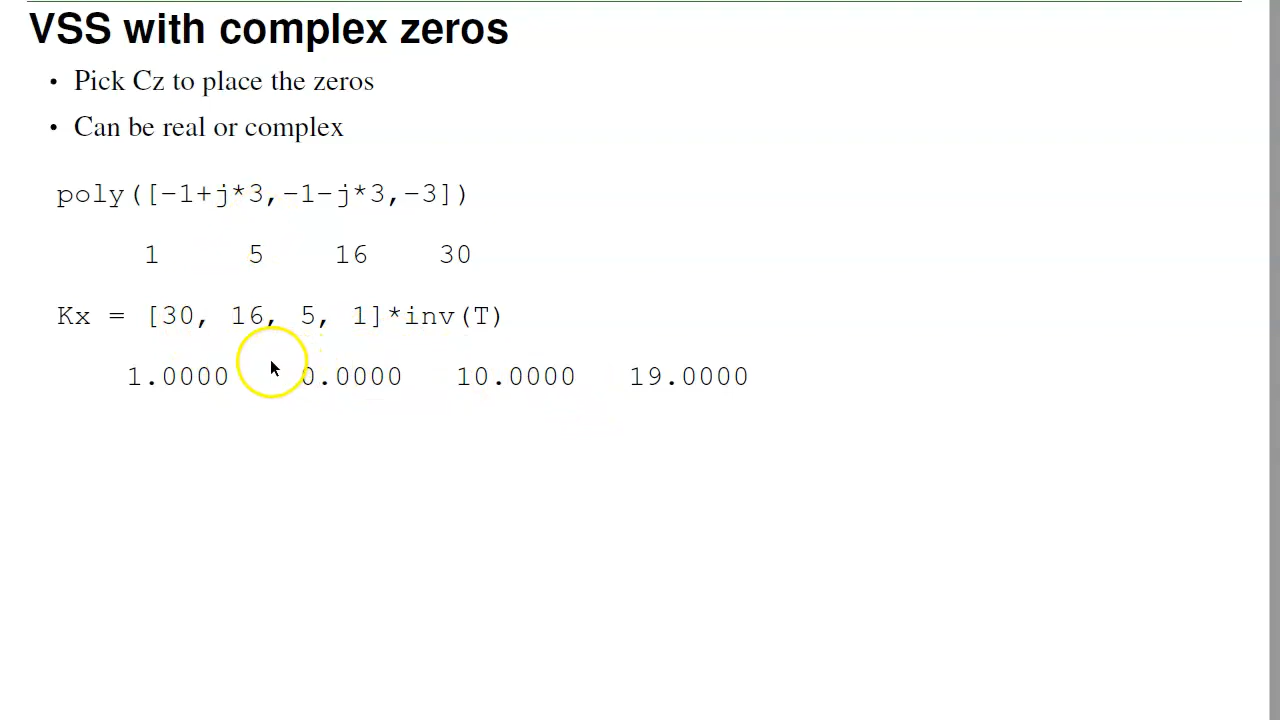 VSS with complex zeros
• Pick Cz to place the zeros
• Can be real or complex
poly([-1+j*3,-1-j*3,-3])
1 5 16 30
Kx = [30, 16, 5, 1]*inv(T)
1.0000 0.0000 10.0000 19.0000